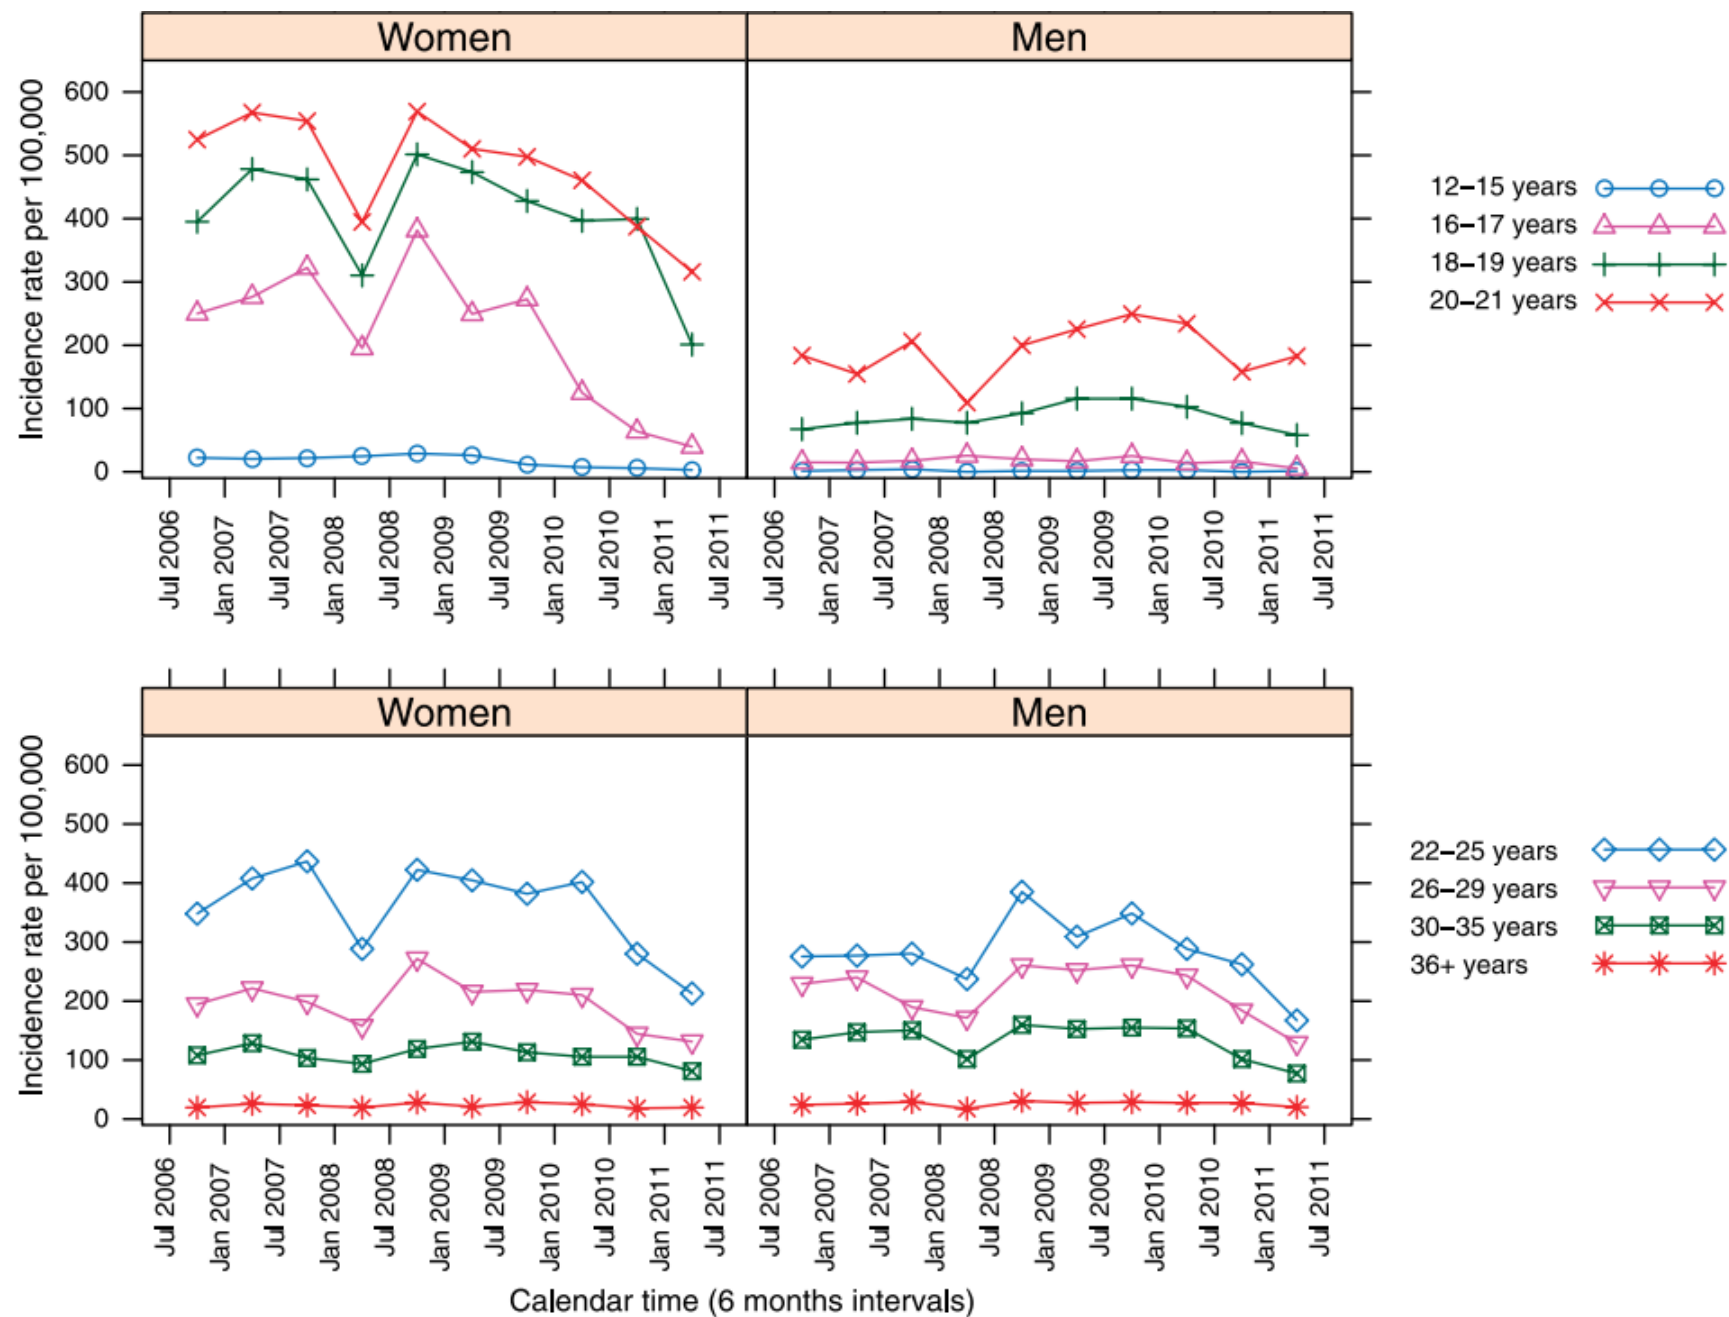 Women Men
Incidence rate per 100,000
600
500
400
300
200
100
0
Jul 2006 Jan 2007 Jul 2007 Jan 2008 Jul 2008 Jan 2009 Jul 2009 Jan 2010 Jul 2010 Jan 2011 Jul 2011
Jul 2006 Jan 2007 Jul 2007 Jan 2008 Jul 2008 Jan 2009 Jul 2009 Jan 2010 Jul 2010 Jan 2011 Jul 2011
12–15 years
16–17 years
18–19 years
20–21 years
Women Men
Incidence rate per 100,000
600
500
400
300
200
100
0
Jul 2006 Jan 2007 Jul 2007 Jan 2008 Jul 2008 Jan 2009 Jul 2009 Jan 2010 Jul 2010 Jan 2011 Jul 2011
Jul 2006 Jan 2007 Jul 2007 Jan 2008 Jul 2008 Jan 2009 Jul 2009 Jan 2010 Jul 2010 Jan 2011 Jul 2011
22–25 years
26–29 years
30–35 years
36+ years
Calendar time (6 months intervals)